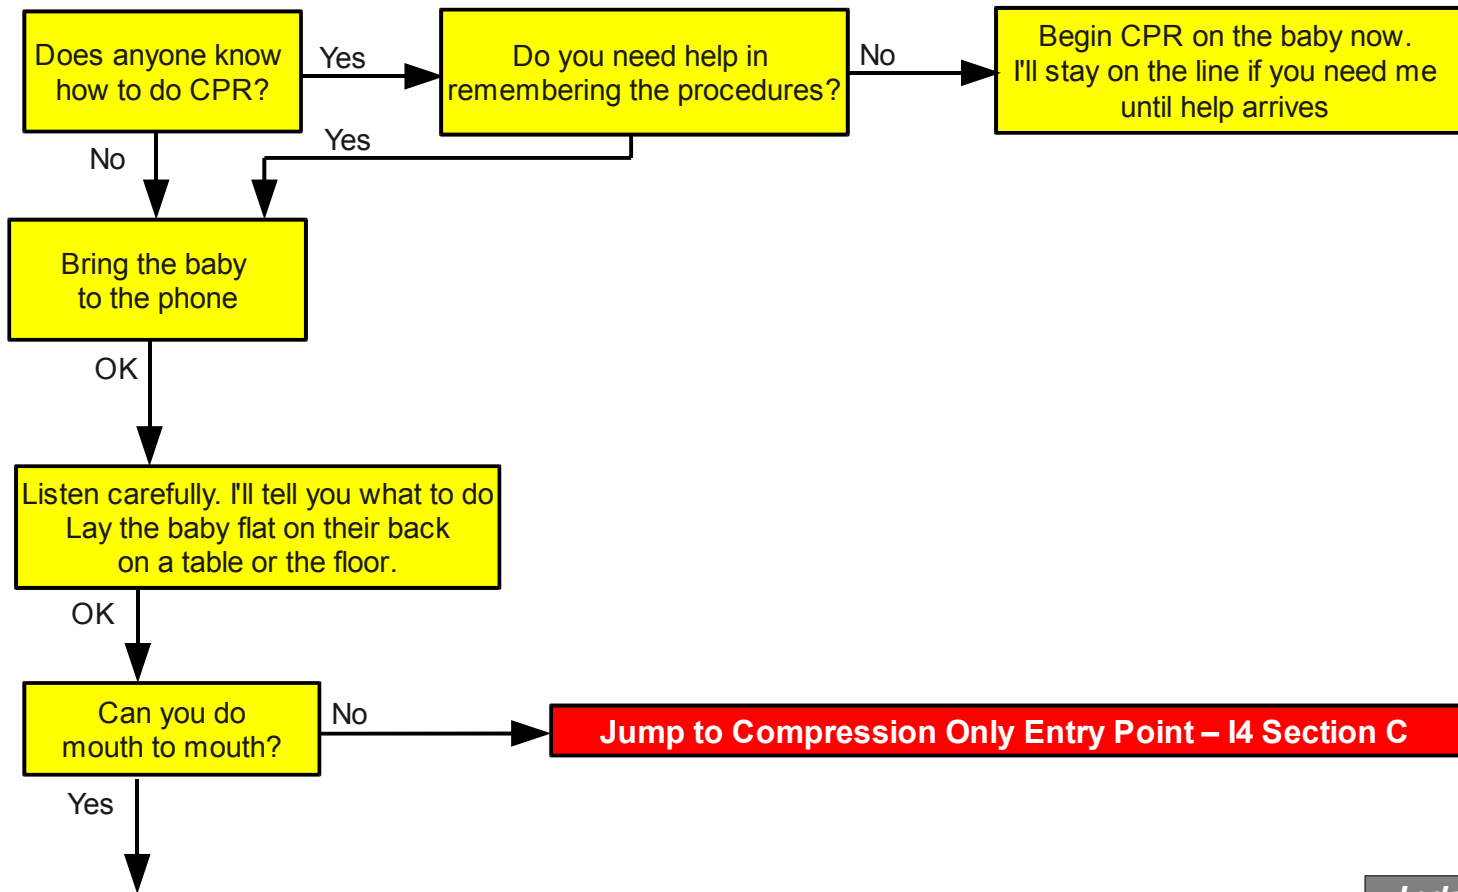 Does anyone know
how to do CPR?
Yes
Do you need help in
remembering the procedures?
No
Begin CPR on the baby now.
I'll stay on the line if you need me
until help arrives
No
Yes
Bring the baby
to the phone
OK
Listen carefully. I'll tell you what to do
Lay the baby flat on their back
on a table or the floor.
OK
Can you do
mouth to mouth?
No
Jump to Compression Only Entry Point – I4 Section C
Yes